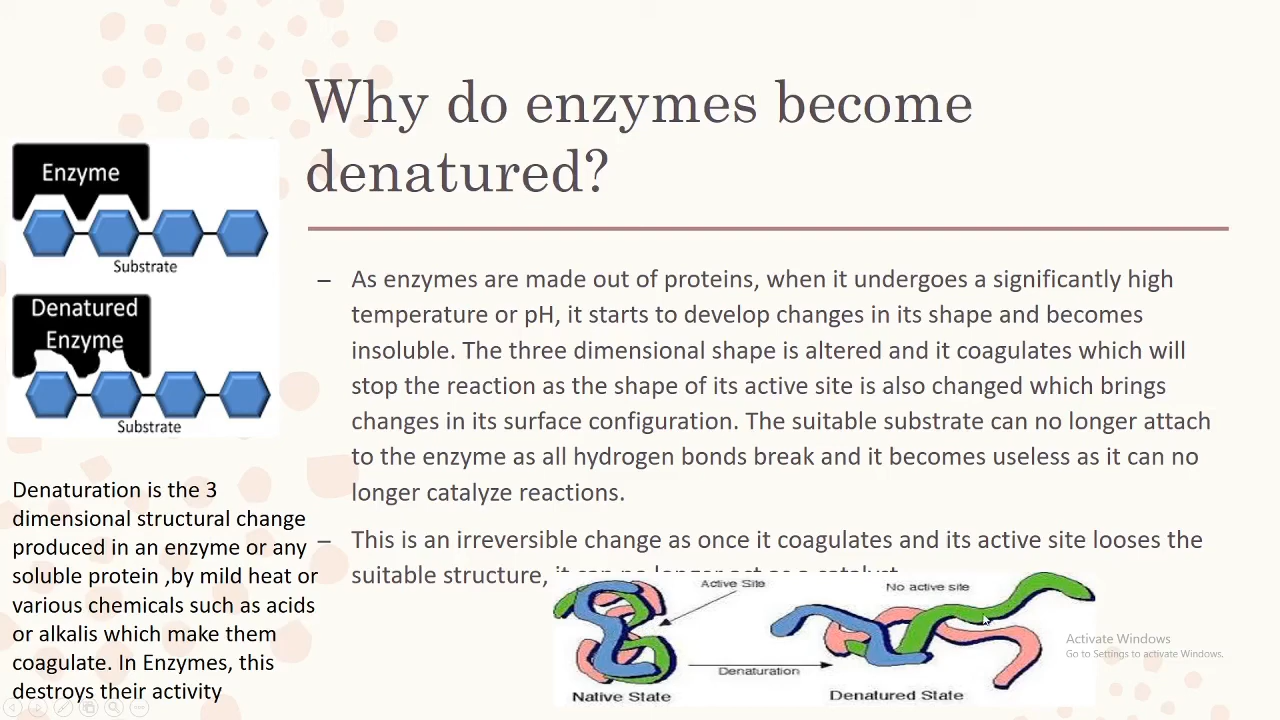 Why do enzymes become
denatured?
Enzyme
Substrate
Denatured
Enzyme
Substrate
– As enzymes are made out of proteins, when it undergoes a significantly high
temperature or pH, it starts to develop changes in its shape and becomes
insoluble. The three dimensional shape is altered and it coagulates which will
stop the reaction as the shape of its active site is also changed which brings
changes in its surface configuration. The suitable substrate can no longer attach
to the enzyme as all hydrogen bonds break and it becomes useless as it can no
longer catalyze reactions.
– This is an irreversible change as once it coagulates and its active site looses the
suitable structure, it can no longer act as a catalyst
Denaturation is the 3
dimensional structural change
produced in an enzyme or any
soluble protein ,by mild heat or
various chemicals such as acids
or alkalis which make them
coagulate. In Enzymes, this
destroys their activity
Active Site
No active site
Denaturation
Native State
Denatured State
Activate Windows
Go to Settings to activate Windows.